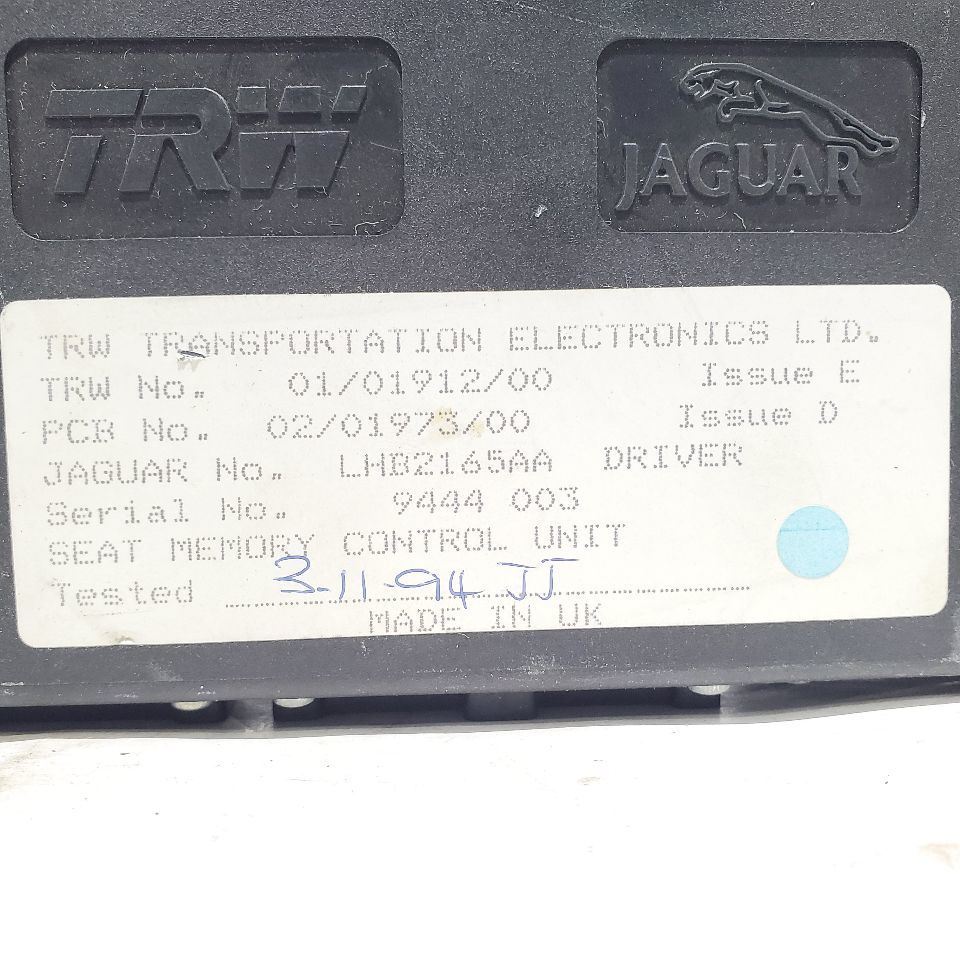 TRW JAGUAR
TRW TRANSPORTATION ELECTRONICS LTD.
TRW No. 01/01912/00 Issue E
PCB No. 02/01973/00 Issue D
JAGUAR No. LHB2165AA DRIVER
Serial No. 9444 003
SEAT MEMORY CONTROL UNIT
Tested 3-11-94 JJ
MADE IN UK